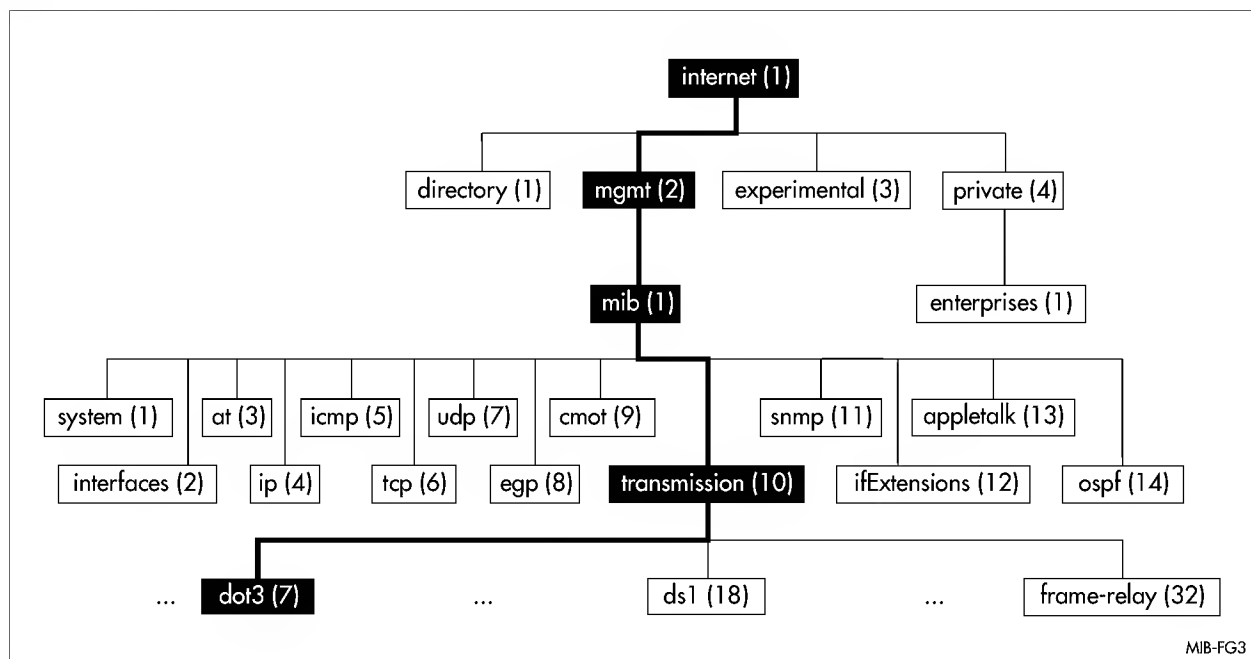 internet (1)
directory (1) mgmt (2) experimental (3) private (4)
mib (1) enterprises (1)
system (1) at (3) icmp (5) udp (7) cmot (9) snmp (11) appletalk (13)
interfaces (2) ip (4) tcp (6) egp (8) transmission (10) ifExtensions (12) ospf (14)
... dot3 (7) ... ds1 (18) ... frame-relay (32)
MIB-FG3